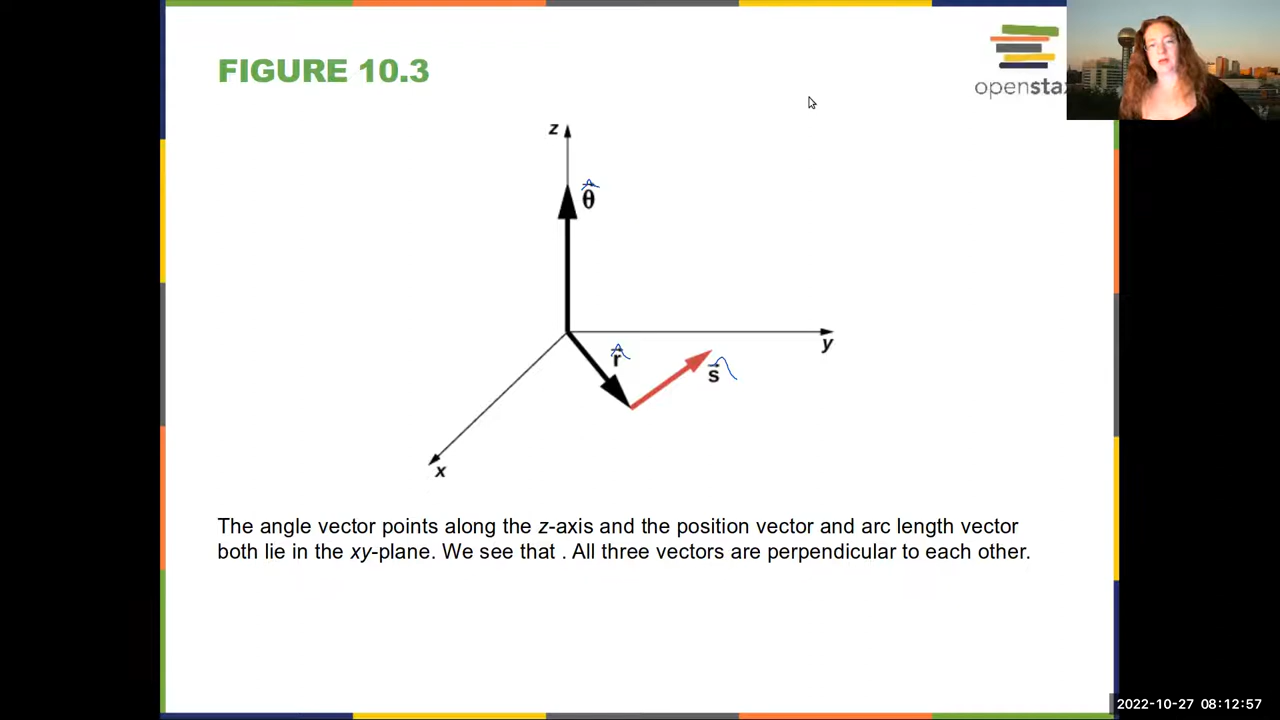 FIGURE 10.3
openstax
z
θ
r
y
s
x
The angle vector points along the z-axis and the position vector and arc length vector
both lie in the xy-plane. We see that . All three vectors are perpendicular to each other.
2022-10-27 08:12:57